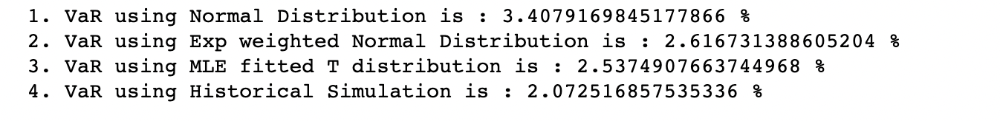 1. VaR using Normal Distribution is : 3.4079169845177866 %
2. VaR using Exp weighted Normal Distribution is : 2.616731388605204 %
3. VaR using MLE fitted T distribution is : 2.5374907663744968 %
4. VaR using Historical Simulation is : 2.072516857535336 %